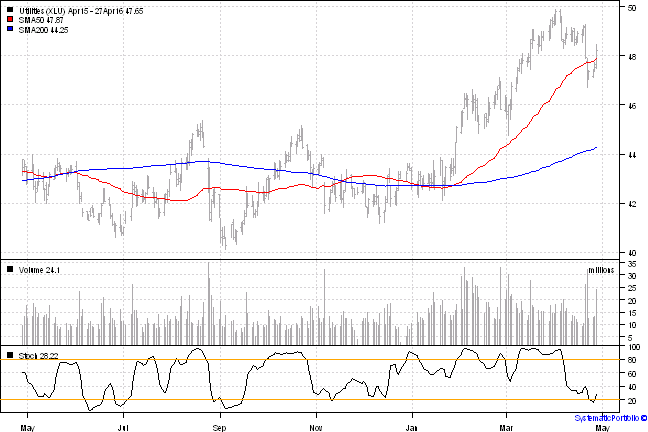 Utilities (XLU) Apr15 - 27Apr16 47.65
SMA50 47.87
SMA200 44.25
50
48
46
44
42
40
Volume 24.1
millions
35
30
25
20
15
10
5
Stoch 28.22
100
80
60
40
20
May Jul Sep Nov Jan Mar May
SystematicPortfolio ©